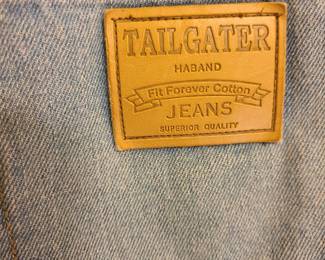 TAILGATER
HABAND
Fit Forever Cotton
JEANS
SUPERIOR QUALITY